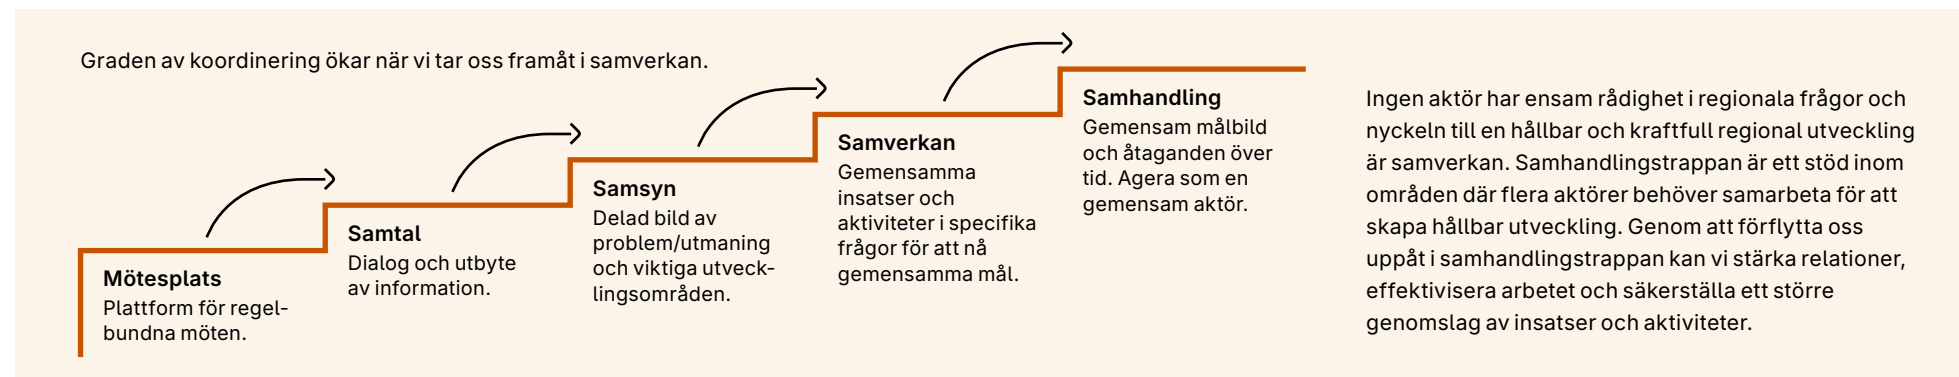 Graden av koordinering ökar när vi tar oss framåt i samverkan.
Mötesplats
Plattform för regel-
bundna möten.
Samtal
Dialog och utbyte
av information.
Samsyn
Delad bild av
problem/utmaning
och viktiga utveck-
lingsområden.
Samverkan
Gemensamma
insatser och
aktiviteter i specifika
frågor för att nå
gemensamma mål.
Samhandling
Gemensam målbild
och åtaganden över
tid. Agera som en
gemensam aktör.
Ingen aktör har ensam rådighet i regionala frågor och
nyckeln till en hållbar och kraftfull regional utveckling
är samverkan. Samhandlingstrappan är ett stöd inom
områden där flera aktörer behöver samarbeta för att
skapa hållbar utveckling. Genom att förflytta oss
uppåt i samhandlingstrappan kan vi stärka relationer,
effektivisera arbetet och säkerställa ett större
genomslag av insatser och aktiviteter.